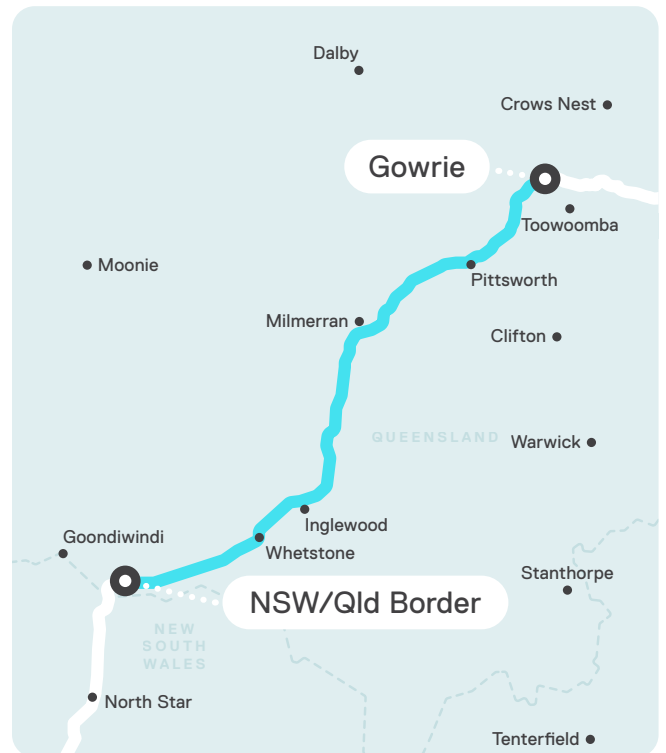 Dalby
Crows Nest
Gowrie
Toowoomba
Moonie
Pittsworth
Milmerran
Clifton
QUEENSLAND
Warwick
Inglewood
Goondiwindi
Whetstone
Stanthorpe
NSW/Qld Border
NEW
SOUTH
WALES
North Star
Tenterfield